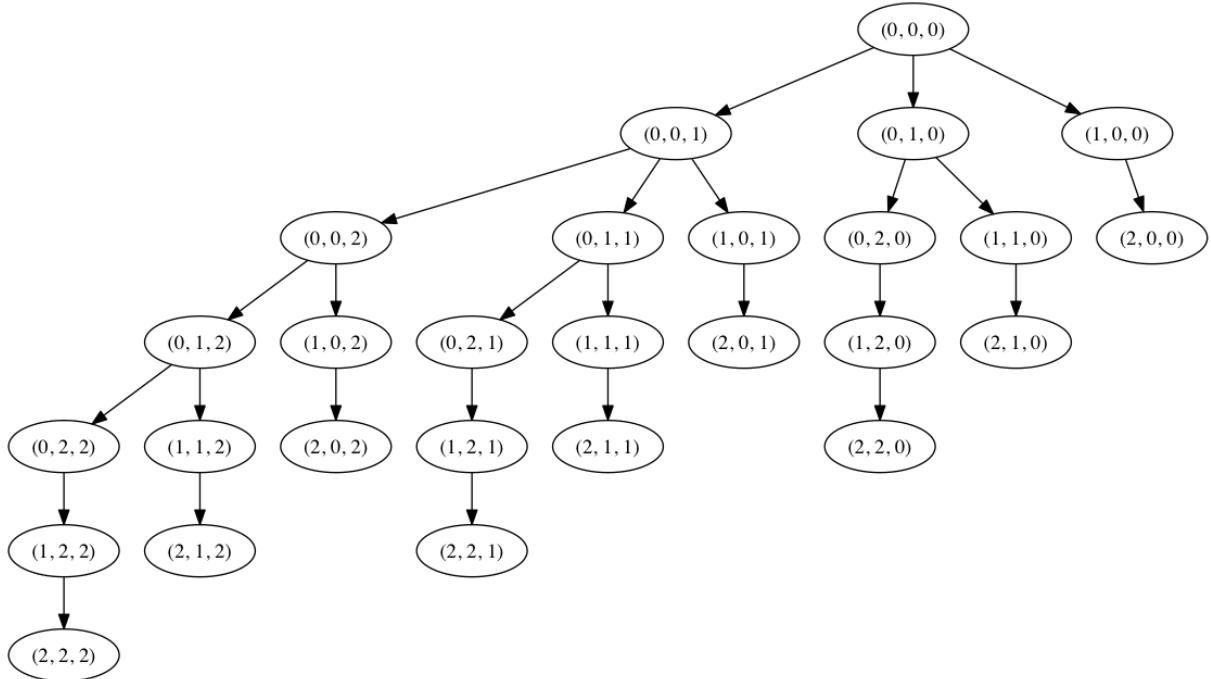 (0, 0, 0)
(0, 0, 1)
(0, 1, 0)
(1, 0, 0)
(0, 0, 2)
(0, 1, 1)
(1, 0, 1)
(0, 2, 0)
(1, 1, 0)
(2, 0, 0)
(0, 1, 2)
(1, 0, 2)
(0, 2, 1)
(1, 1, 1)
(2, 0, 1)
(1, 2, 0)
(2, 1, 0)
(0, 2, 2)
(1, 1, 2)
(2, 0, 2)
(1, 2, 1)
(2, 1, 1)
(2, 2, 0)
(1, 2, 2)
(2, 1, 2)
(2, 2, 1)
(2, 2, 2)